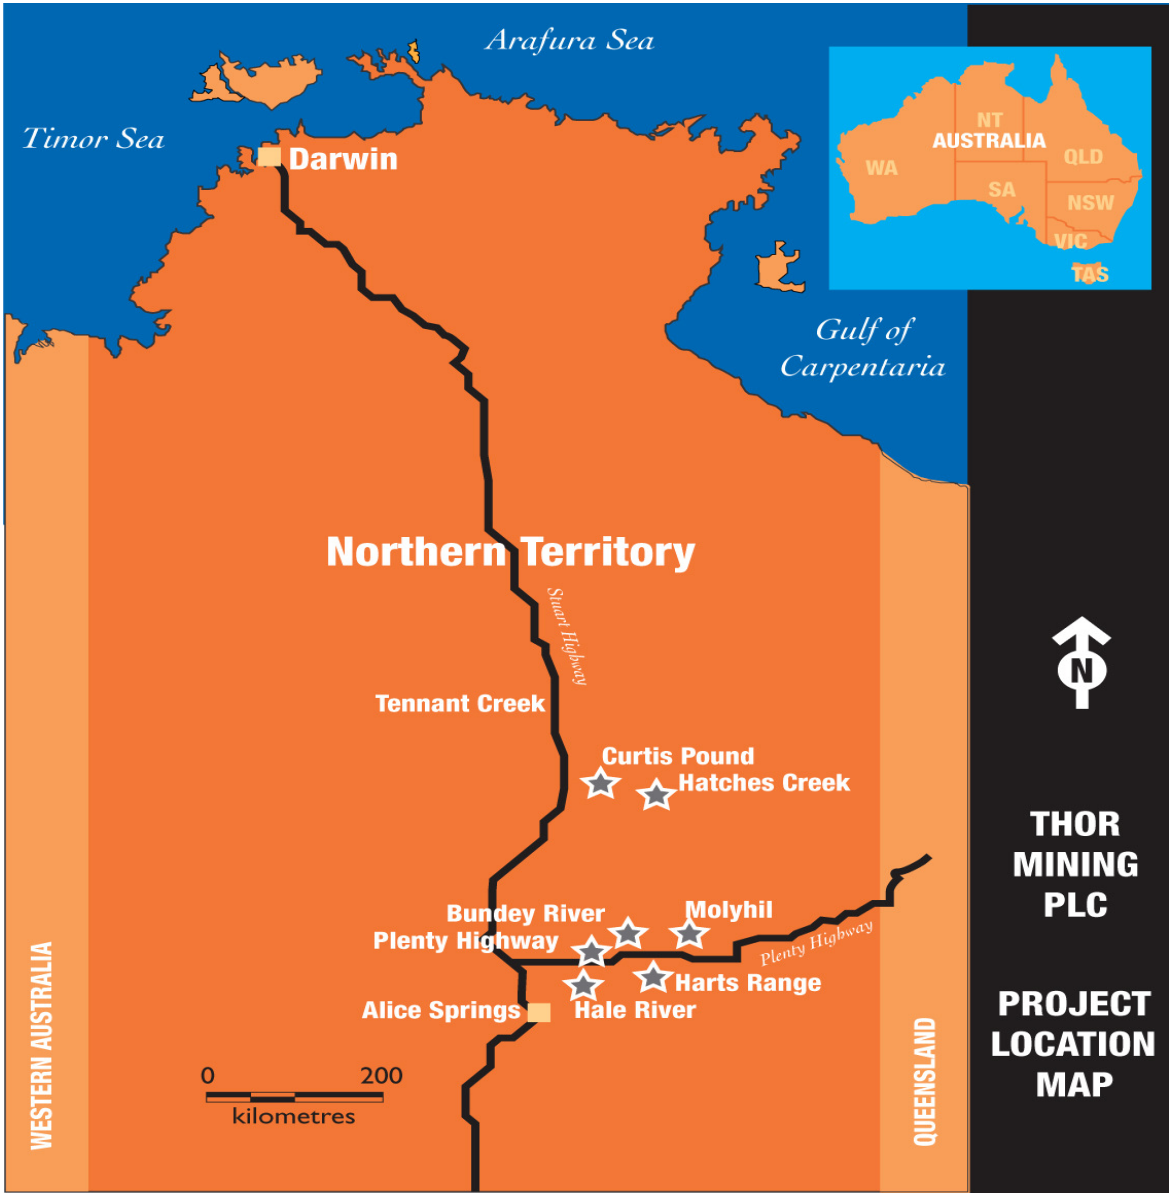 Arafura Sea
Timor Sea
Darwin
NT
AUSTRALIA
WA
QLD
SA
NSW
VIC
TAS
Gulf of
Carpentaria
Northern Territory
Stuart Highway
Tennant Creek
N
Curtis Pound
Hatches Creek
THOR
MINING
PLC
Bundey River
Molyhil
Plenty Highway
Plenty Highway
Harts Range
Alice Springs
Hale River
PROJECT
LOCATION
MAP
WESTERN AUSTRALIA
QUEENSLAND
0 200
kilometres